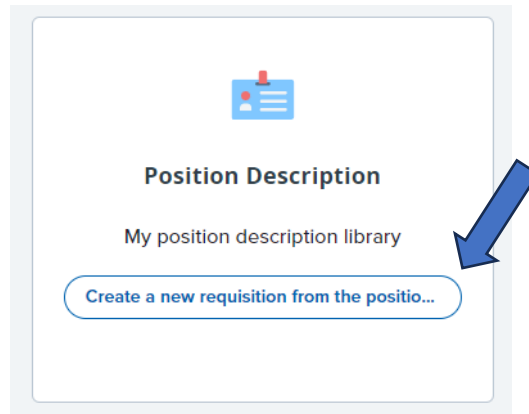 Position Description
My position description library
Create a new requisition from the positio...